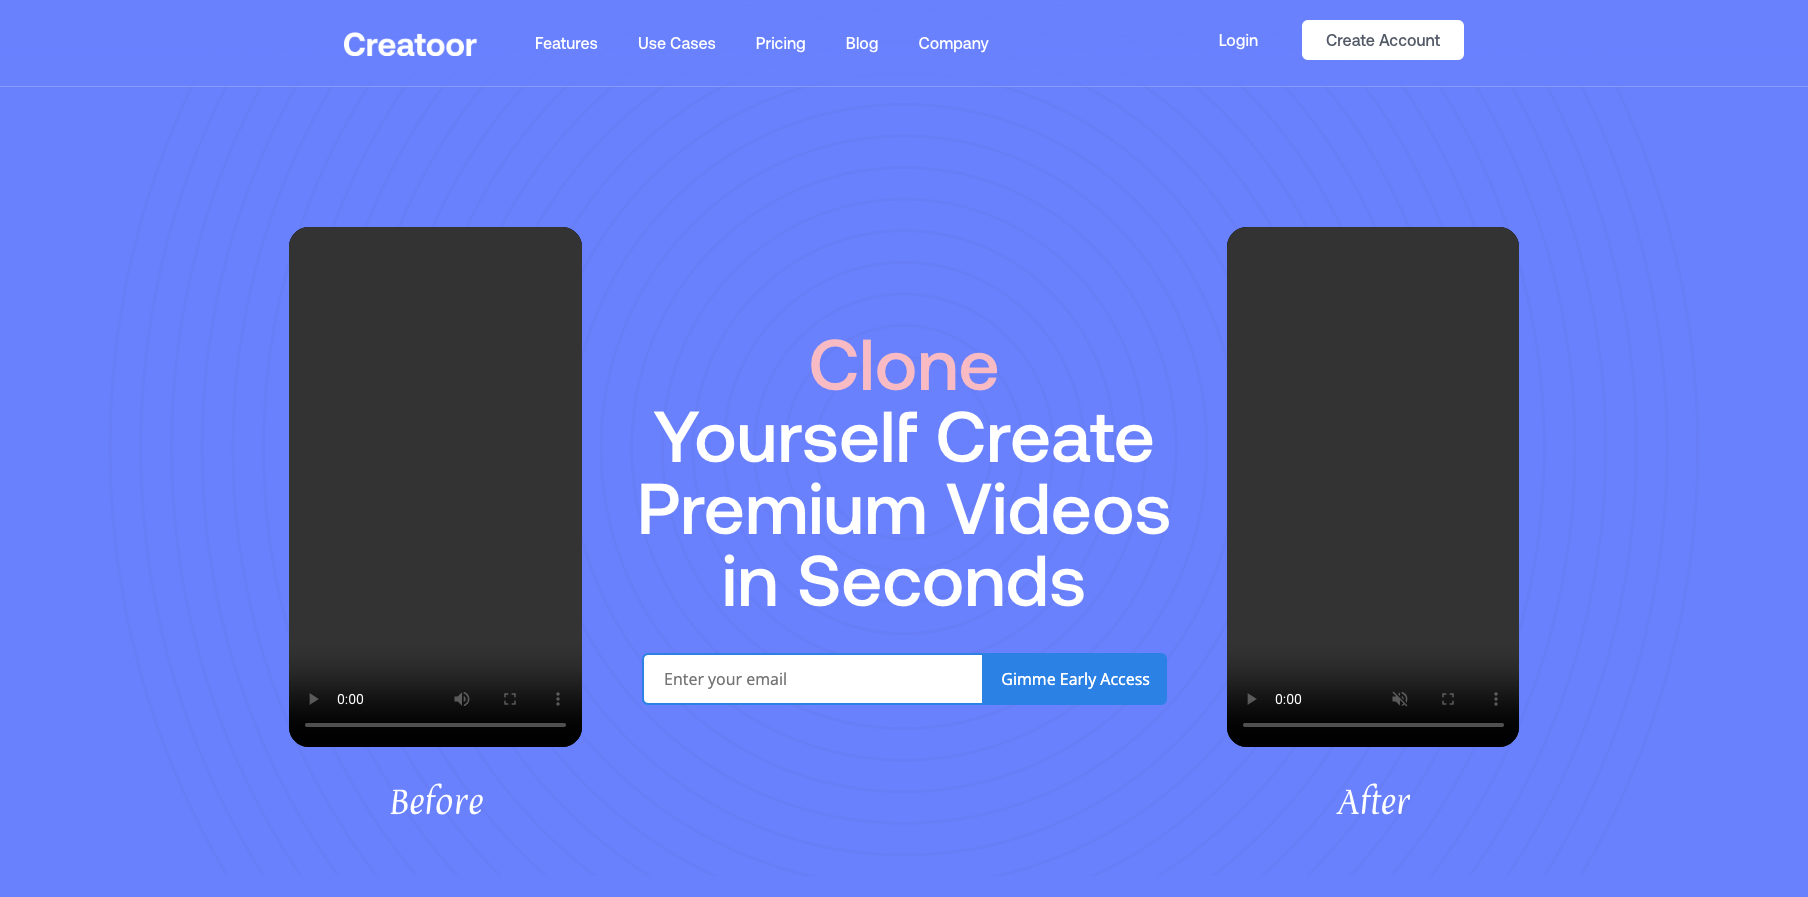 Creatoor
Features
Use Cases
Pricing
Blog
Company
Login
Create Account
Clone
Yourself Create
Premium Videos
in Seconds
Enter your email
Gimme Early Access
0:00
0:00
Before
After